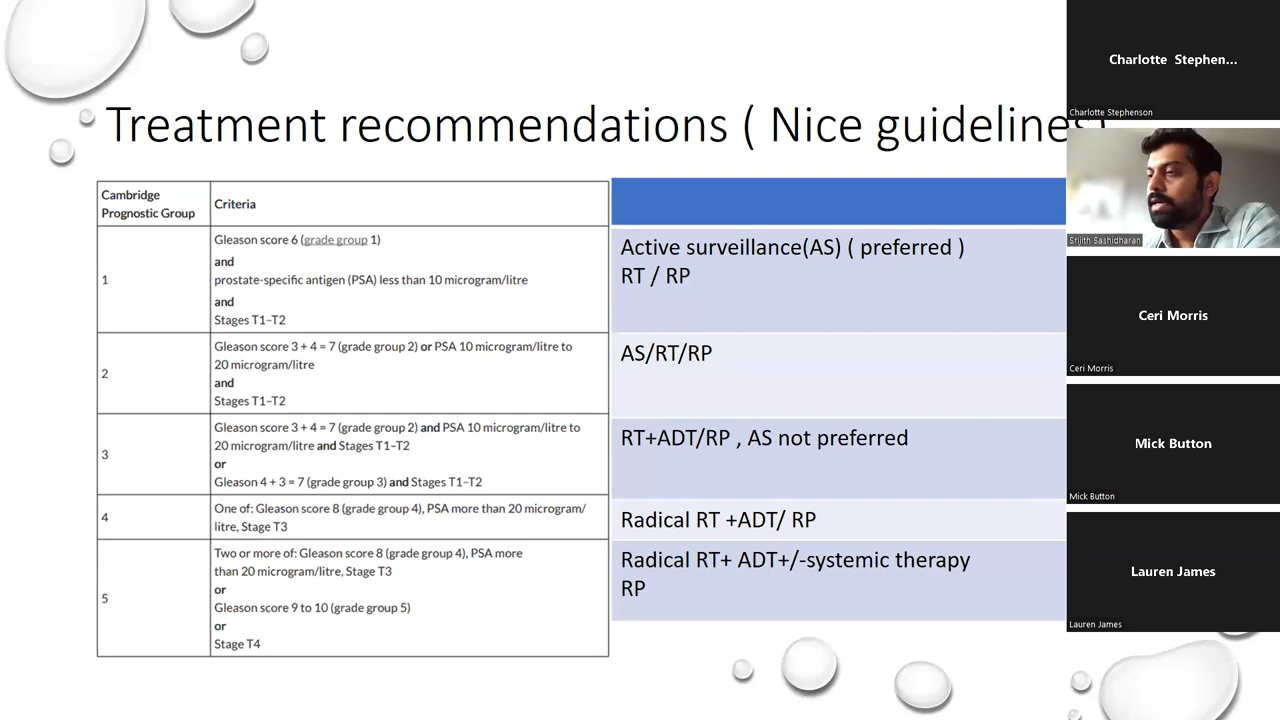 Treatment recommendations ( Nice guidelines)
Cambridge
Prognostic Group
Criteria
1
Gleason score 6 (grade group 1)
and
prostate-specific antigen (PSA) less than 10 microgram/litre
and
Stages T1–T2
Active surveillance(AS) ( preferred )
RT / RP
2
Gleason score 3 + 4 = 7 (grade group 2) or PSA 10 microgram/litre to
20 microgram/litre
and
Stages T1–T2
AS/RT/RP
3
Gleason score 3 + 4 = 7 (grade group 2) and PSA 10 microgram/litre to
20 microgram/litre and Stages T1–T2
or
Gleason 4 + 3 = 7 (grade group 3) and Stages T1–T2
RT+ADT/RP , AS not preferred
4
One of: Gleason score 8 (grade group 4), PSA more than 20 microgram/
litre, Stage T3
Radical RT +ADT/ RP
5
Two or more of: Gleason score 8 (grade group 4), PSA more
than 20 microgram/litre, Stage T3
or
Gleason score 9 to 10 (grade group 5)
or
Stage T4
Radical RT+ ADT+/-systemic therapy
RP
Charlotte Stephen...
Charlotte Stephenson
Srijith Sashidharan
Ceri Morris
Ceri Morris
Mick Button
Mick Button
Lauren James
Lauren James